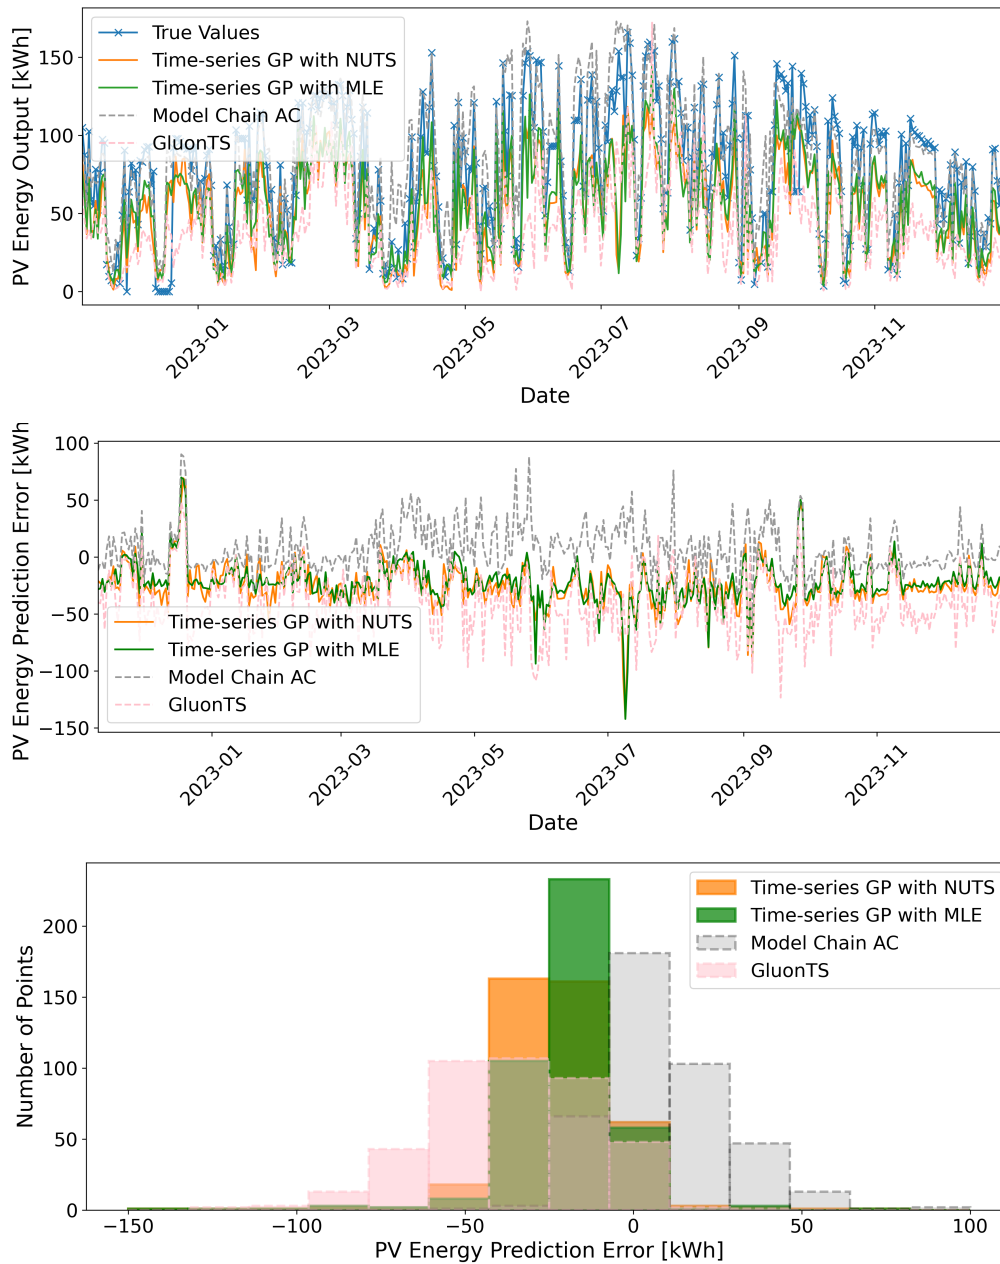 PV Energy Output [kWh]
150
100
50
0
True Values
Time-series GP with NUTS
Time-series GP with MLE
Model Chain AC
GluonTS
2023-01
2023-03
2023-05
2023-07
2023-09
2023-11
Date
PV Energy Prediction Error [kWh
100
50
0
−50
−100
−150
Time-series GP with NUTS
Time-series GP with MLE
Model Chain AC
GluonTS
2023-01
2023-03
2023-05
2023-07
2023-09
2023-11
Date
Number of Points
200
150
100
50
0
Time-series GP with NUTS
Time-series GP with MLE
Model Chain AC
GluonTS
−150
−100
−50
0
50
100
PV Energy Prediction Error [kWh]